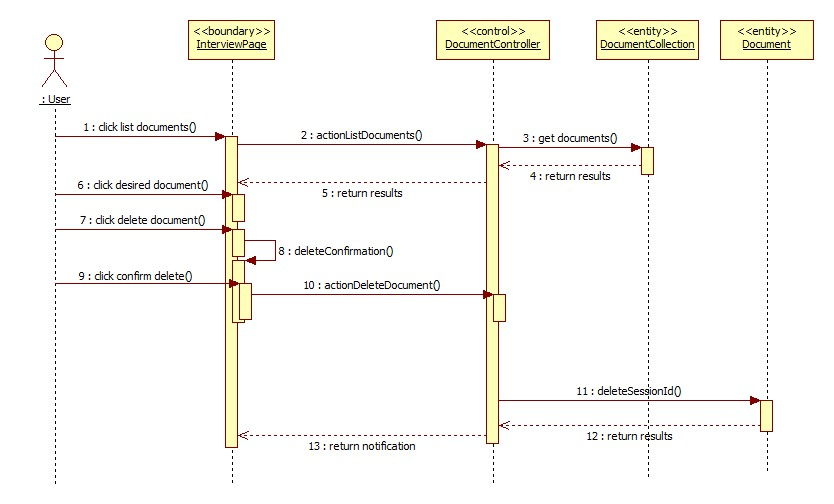 <<boundary>>
InterviewPage
<<control>>
DocumentController
<<entity>>
DocumentCollection
<<entity>>
Document
: User
1 : click list documents()
2 : actionListDocuments()
3 : get documents()
4 : return results
5 : return results
6 : click desired document()
7 : click delete document()
8 : deleteConfirmation()
9 : click confirm delete()
10 : actionDeleteDocument()
11 : deleteSessionId()
12 : return results
13 : return notification